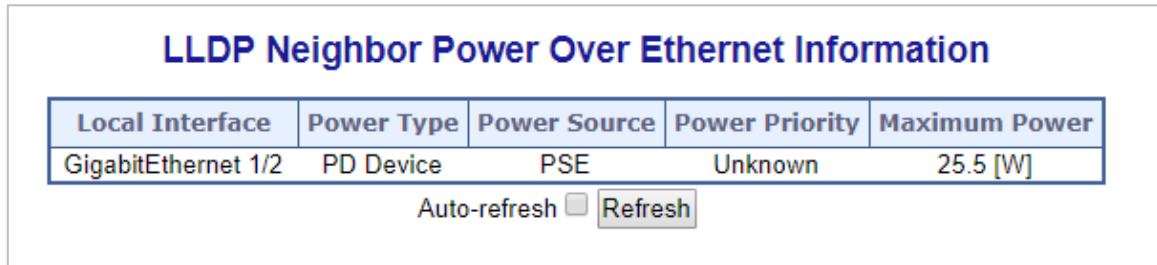 LLDP Neighbor Power Over Ethernet Information
Local Interface Power Type Power Source Power Priority Maximum Power
GigabitEthernet 1/2 PD Device PSE Unknown 25.5 [W]
Auto-refresh Refresh